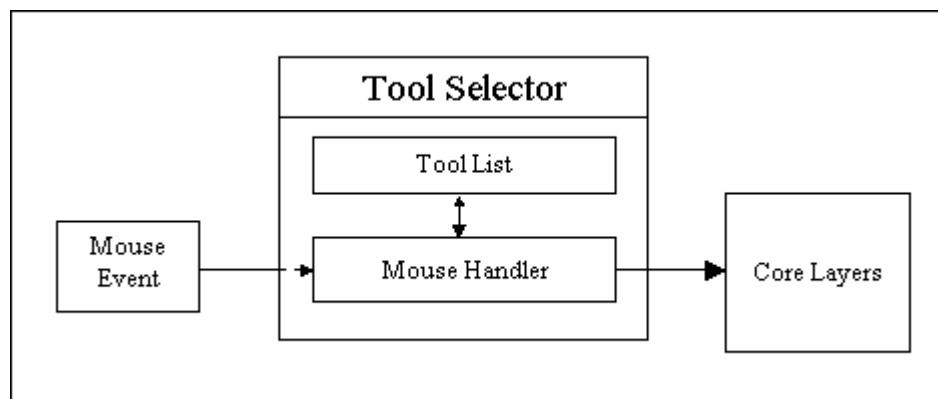 Tool Selector
Tool List
Mouse
Event
Mouse Handler
Core Layers